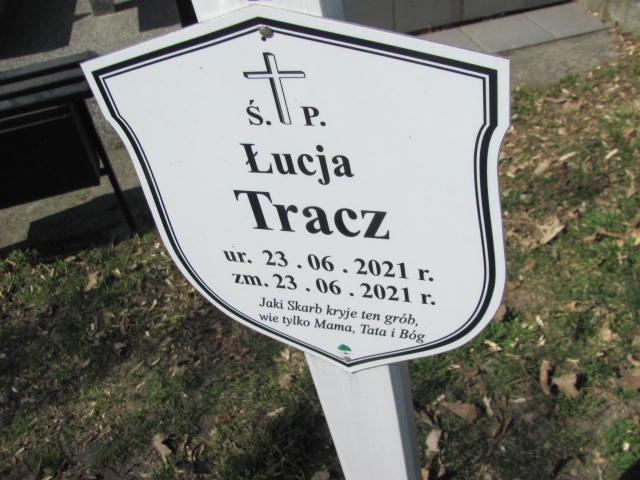 Ś. P.
Łucja
Tracz
ur. 23 . 06 . 2021 r.
zm. 23 . 06 . 2021 r.
Jaki Skarb kryje ten grób,
wie tylko Mama, Tata i Bóg